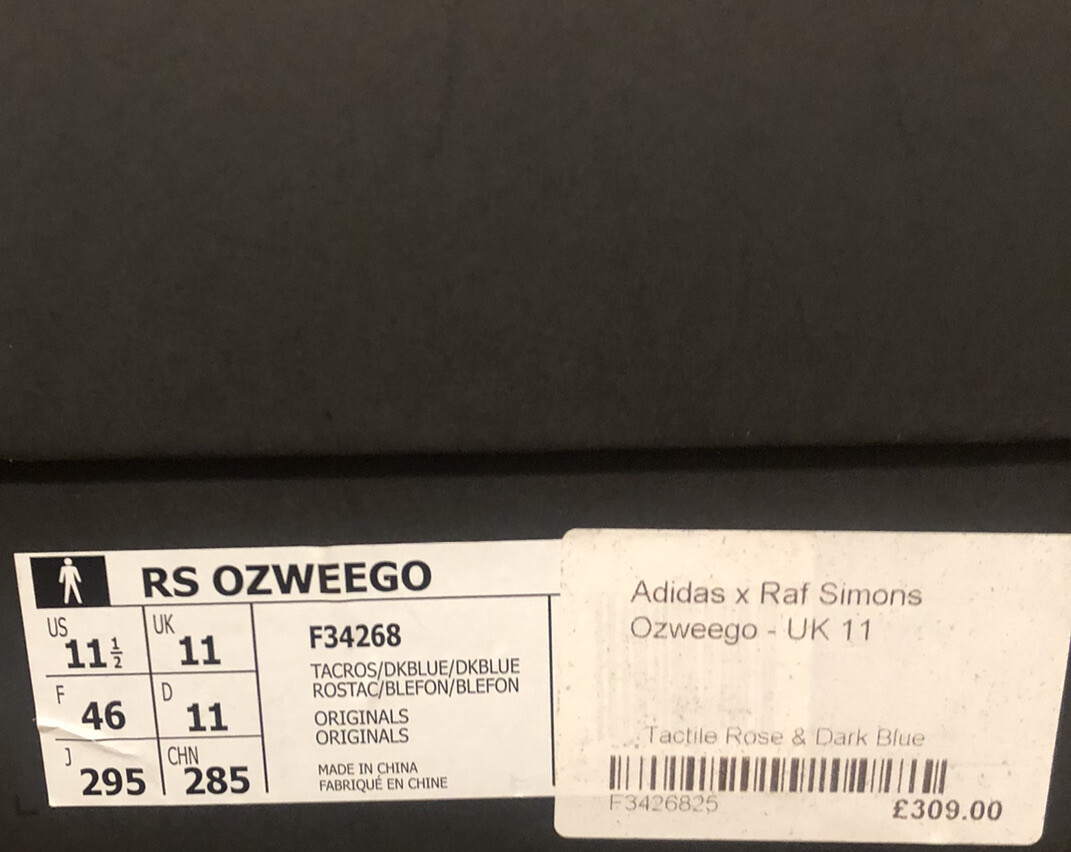 RS OZWEEGO
US 11½
UK 11
F 46
D 11
J 295
CHN 285
F34268
TACROS/DKBLUE/DKBLUE
ROSTAC/BLEFON/BLEFON
ORIGINALS
ORIGINALS
MADE IN CHINA
FABRIQUÉ EN CHINE
Adidas x Raf Simons
Ozweego - UK 11
Tactile Rose & Dark Blue
F3426825
£309.00